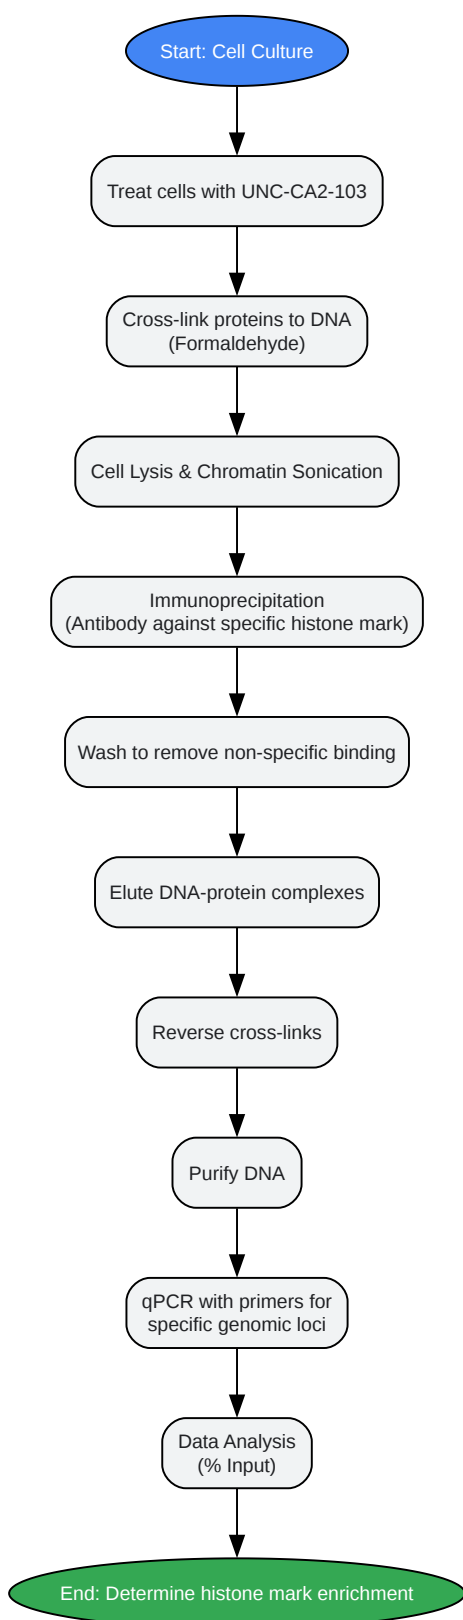 Start: Cell Culture
Treat cells with UNC-CA2-103
Cross-link proteins to DNA
(Formaldehyde)
Cell Lysis & Chromatin Sonication
Immunoprecipitation
(Antibody against specific histone mark)
Wash to remove non-specific binding
Elute DNA-protein complexes
Reverse cross-links
Purify DNA
qPCR with primers for
specific genomic loci
Data Analysis
(% Input)
End: Determine histone mark enrichment